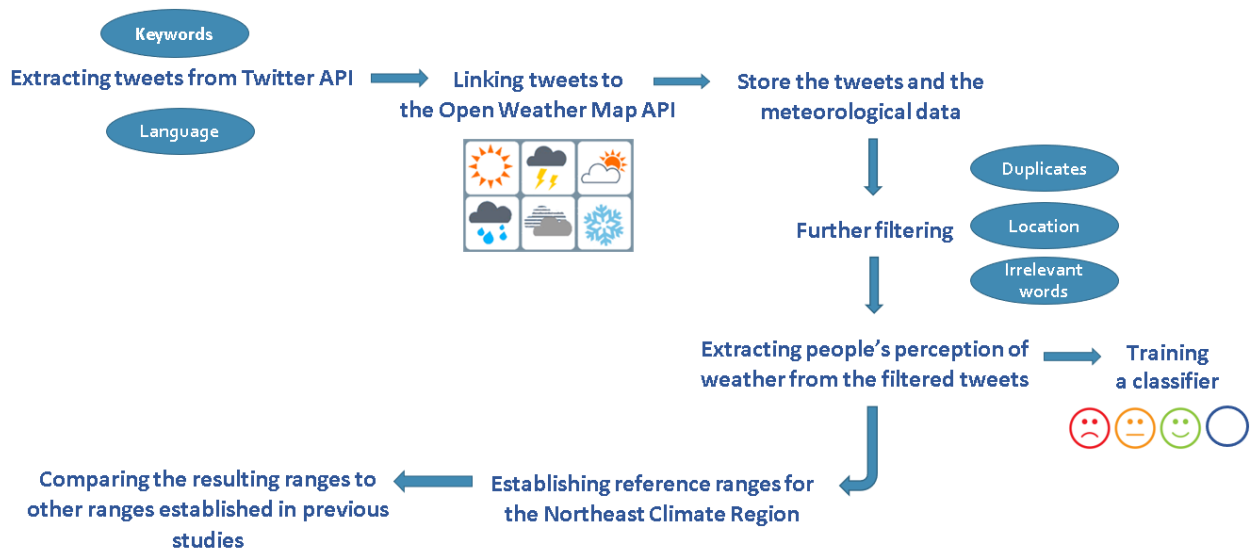 Keywords
Extracting tweets from Twitter API
Language
Linking tweets to
the Open Weather Map API
Store the tweets and the
meteorological data
Duplicates
Further filtering
Location
Irrelevant
words
Extracting people's perception of
weather from the filtered tweets
Training
a classifier
Establishing reference ranges for
the Northeast Climate Region
Comparing the resulting ranges to
other ranges established in previous
studies